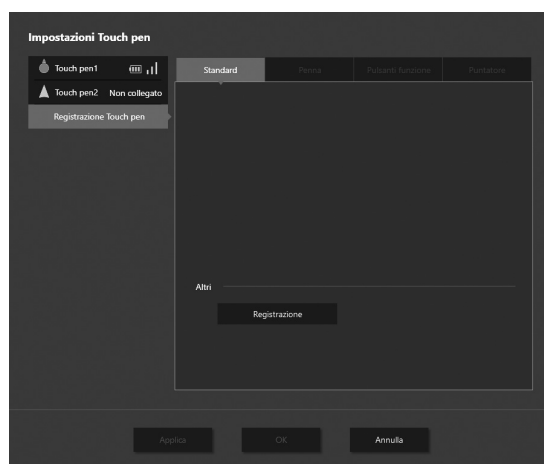 Impostazioni Touch pen
Touch pen1
Standard
Penna
Pulsanti funzione
Puntatore
Touch pen2 Non collegato
Registrazione Touch pen
Altri
Registrazione
Applica
OK
Annulla